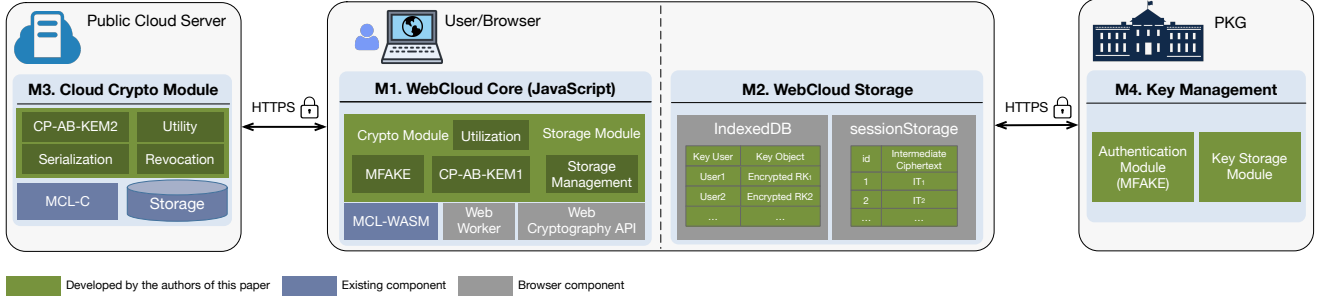 Public Cloud Server
M3. Cloud Crypto Module
CP-AB-KEM2
Utility
Serialization
Revocation
MCL-C
Storage
HTTPS
User/Browser
M1. WebCloud Core (JavaScript)
Crypto Module
Utilization
Storage Module
MFAKE
CP-AB-KEM1
Storage
Management
MCL-WASM
Web
Worker
Web
Cryptography API
M2. WebCloud Storage
IndexedDB
Key User
Key Object
User1
Encrypted RK1
User2
Encrypted RK2
...
...
sessionStorage
id
Intermediate
Ciphertext
1
IT1
2
IT2
...
...
HTTPS
PKG
M4. Key Management
Authentication
Module
(MFAKE)
Key Storage
Module
Developed by the authors of this paper
Existing component
Browser component